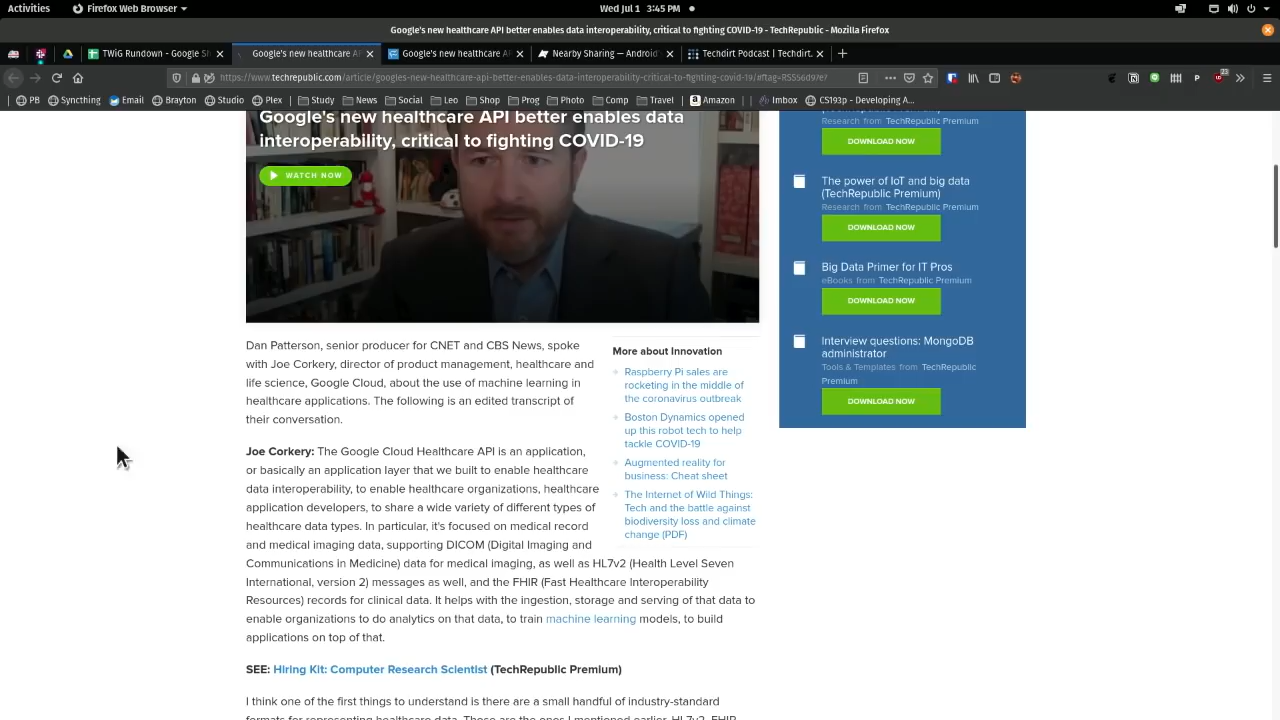 Activities
Firefox Web Browser
Wed Jul 1 3:45 PM
Google's new healthcare API better enables data interoperability, critical to fighting COVID-19 - TechRepublic - Mozilla Firefox
TWiG Rundown - Google Sh
Google's new healthcare AP
Google's new healthcare AP
Nearby Sharing — Android
Techdirt Podcast | Techdirt.
https://www.techrepublic.com/article/googles-new-healthcare-api-better-enables-data-interoperability-critical-to-fighting-covid-19/#ftag=RSS56d97e7
23
PB
Syncthing
Email
Brayton
Studio
Plex
Study
News
Social
Leo
Shop
Prog
Photo
Comp
Travel
Amazon
Imbox
CS193p - Developing A...
Google's new healthcare API better enables data
interoperability, critical to fighting COVID-19
WATCH NOW
Dan Patterson, senior producer for CNET and CBS News, spoke
with Joe Corkery, director of product management, healthcare and
life science, Google Cloud, about the use of machine learning in
healthcare applications. The following is an edited transcript of
their conversation.
Joe Corkery: The Google Cloud Healthcare API is an application,
or basically an application layer that we built to enable healthcare
data interoperability, to enable healthcare organizations, healthcare
application developers, to share a wide variety of different types of
healthcare data types. In particular, it's focused on medical record
and medical imaging data, supporting DICOM (Digital Imaging and
Communications in Medicine) data for medical imaging, as well as HL7v2 (Health Level Seven
International, version 2) messages as well, and the FHIR (Fast Healthcare Interoperability
Resources) records for clinical data. It helps with the ingestion, storage and serving of that data to
enable organizations to do analytics on that data, to train machine learning models, to build
applications on top of that.
SEE: Hiring Kit: Computer Research Scientist (TechRepublic Premium)
I think one of the first things to understand is there are a small handful of industry-standard
formats for representing healthcare data. Those are the ones I mentioned earlier, HL7v2, FHIR
More about Innovation
Raspberry Pi sales are
rocketing in the middle of
the coronavirus outbreak
Boston Dynamics opened
up this robot tech to help
tackle COVID-19
Augmented reality for
business: Cheat sheet
The Internet of Wild Things:
Tech and the battle against
biodiversity loss and climate
change (PDF)
(TechRepublic Premium)
Research from TechRepublic Premium
DOWNLOAD NOW
The power of IoT and big data
(TechRepublic Premium)
Research from TechRepublic Premium
DOWNLOAD NOW
Big Data Primer for IT Pros
eBooks from TechRepublic Premium
DOWNLOAD NOW
Interview questions: MongoDB
administrator
Tools & Templates from TechRepublic
Premium
DOWNLOAD NOW